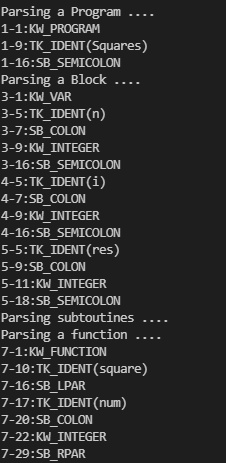 Parsing a Program ....
1-1:KW_PROGRAM
1-9:TK_IDENT(Squares)
1-16:SB_SEMICOLON
Parsing a Block ....
3-1:KW_VAR
3-5:TK_IDENT(n)
3-7:SB_COLON
3-9:KW_INTEGER
3-16:SB_SEMICOLON
4-5:TK_IDENT(i)
4-7:SB_COLON
4-9:KW_INTEGER
4-16:SB_SEMICOLON
5-5:TK_IDENT(res)
5-9:SB_COLON
5-11:KW_INTEGER
5-18:SB_SEMICOLON
Parsing subtoutines ....
Parsing a function ....
7-1:KW_FUNCTION
7-10:TK_IDENT(square)
7-16:SB_LPAR
7-17:TK_IDENT(num)
7-20:SB_COLON
7-22:KW_INTEGER
7-29:SB_RPAR